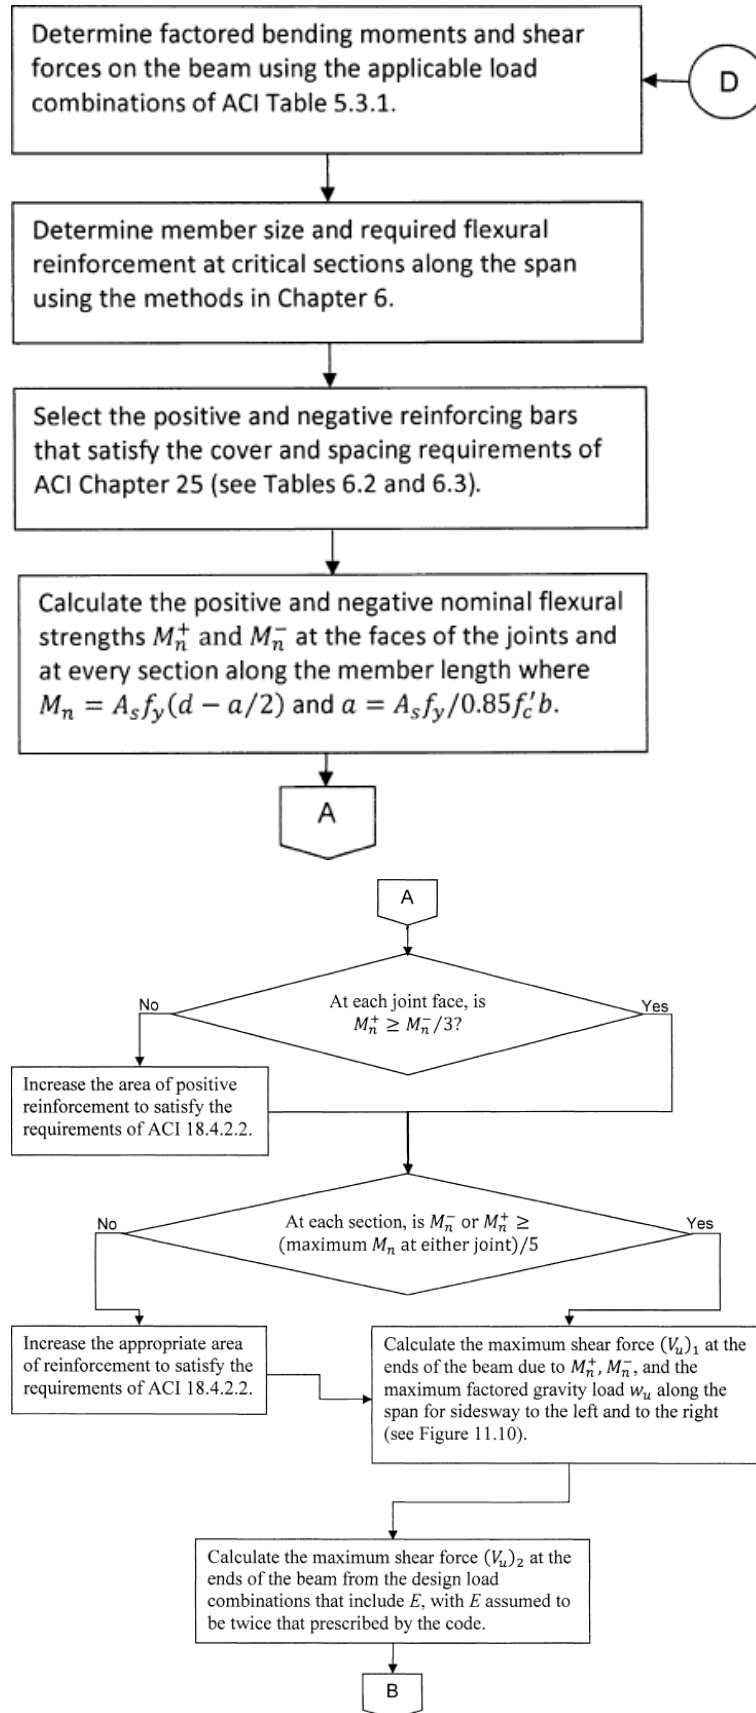 Determine factored bending moments and shear
forces on the beam using the applicable load
combinations of ACI Table 5.3.1.
D
Determine member size and required flexural
reinforcement at critical sections along the span
using the methods in Chapter 6.
Select the positive and negative reinforcing bars
that satisfy the cover and spacing requirements of
ACI Chapter 25 (see Tables 6.2 and 6.3).
Calculate the positive and negative nominal flexural
strengths $M_n^+$ and $M_n^-$ at the faces of the joints and
at every section along the member length where
$M_n = A_s f_y (d - a/2)$ and $a = A_s f_y / 0.85 f_c' b$.
A
A
At each joint face, is
$M_n^+ \geq M_n^-/3$?
No
Yes
Increase the area of positive
reinforcement to satisfy the
requirements of ACI 18.4.2.2.
At each section, is $M_n^-$ or $M_n^+ \geq$
(maximum $M_n$ at either joint)/5
No
Yes
Increase the appropriate area
of reinforcement to satisfy the
requirements of ACI 18.4.2.2.
Calculate the maximum shear force $(V_u)_1$ at the
ends of the beam due to $M_n^+, M_n^-$, and the
maximum factored gravity load $w_u$ along the
span for sidesway to the left and to the right
(see Figure 11.10).
Calculate the maximum shear force $(V_u)_2$ at the
ends of the beam from the design load
combinations that include E, with E assumed to
be twice that prescribed by the code.
B